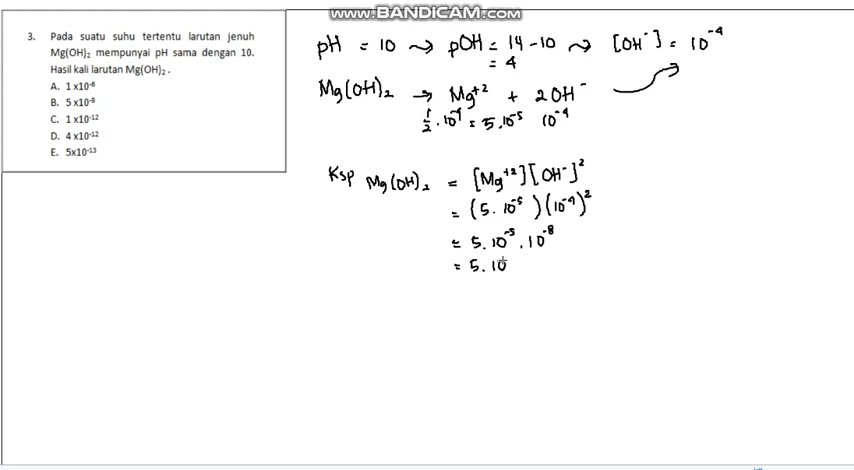 www.BANDICAM.com
3. Pada suatu suhu tertentu larutan jenuh
Mg(OH)₂ mempunyai pH sama dengan 10.
Hasil kali larutan Mg(OH)₂ .
A. 1 x10⁻⁶
B. 5 x10⁻⁹
C. 1 x10⁻¹²
D. 4 x10⁻¹²
E. 5x10⁻¹³
pH = 10 ⇝ pOH = 14 - 10 ⇝ [OH⁻] = 10⁻⁴
= 4
Mg(OH)₂ → Mg⁺² + 2 OH⁻
1/2 . 10⁻⁴ = 5.10⁻⁵ 10⁻⁴
Ksp Mg(OH)₂ = [Mg⁺²][OH⁻]²
= (5. 10⁻⁵)(10⁻⁴)²
= 5. 10⁻⁵ . 10⁻⁸
= 5. 10